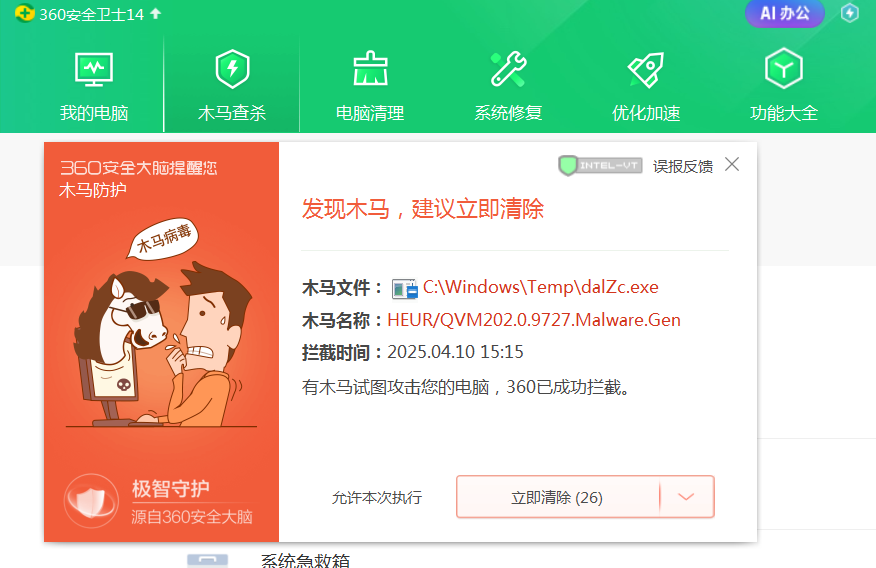 360安全卫士14
AI 办公
我的电脑
木马查杀
电脑清理
系统修复
优化加速
功能大全
360安全大脑提醒您
木马防护
木马病毒
极智守护
源自360安全大脑
INTEL-VT
误报反馈
发现木马，建议立即清除
木马文件： C:\Windows\Temp\dalZc.exe
木马名称：HEUR/QVM202.0.9727.Malware.Gen
拦截时间：2025.04.10 15:15
有木马试图攻击您的电脑，360已成功拦截。
允许本次执行
立即清除 (26)
系统急救箱